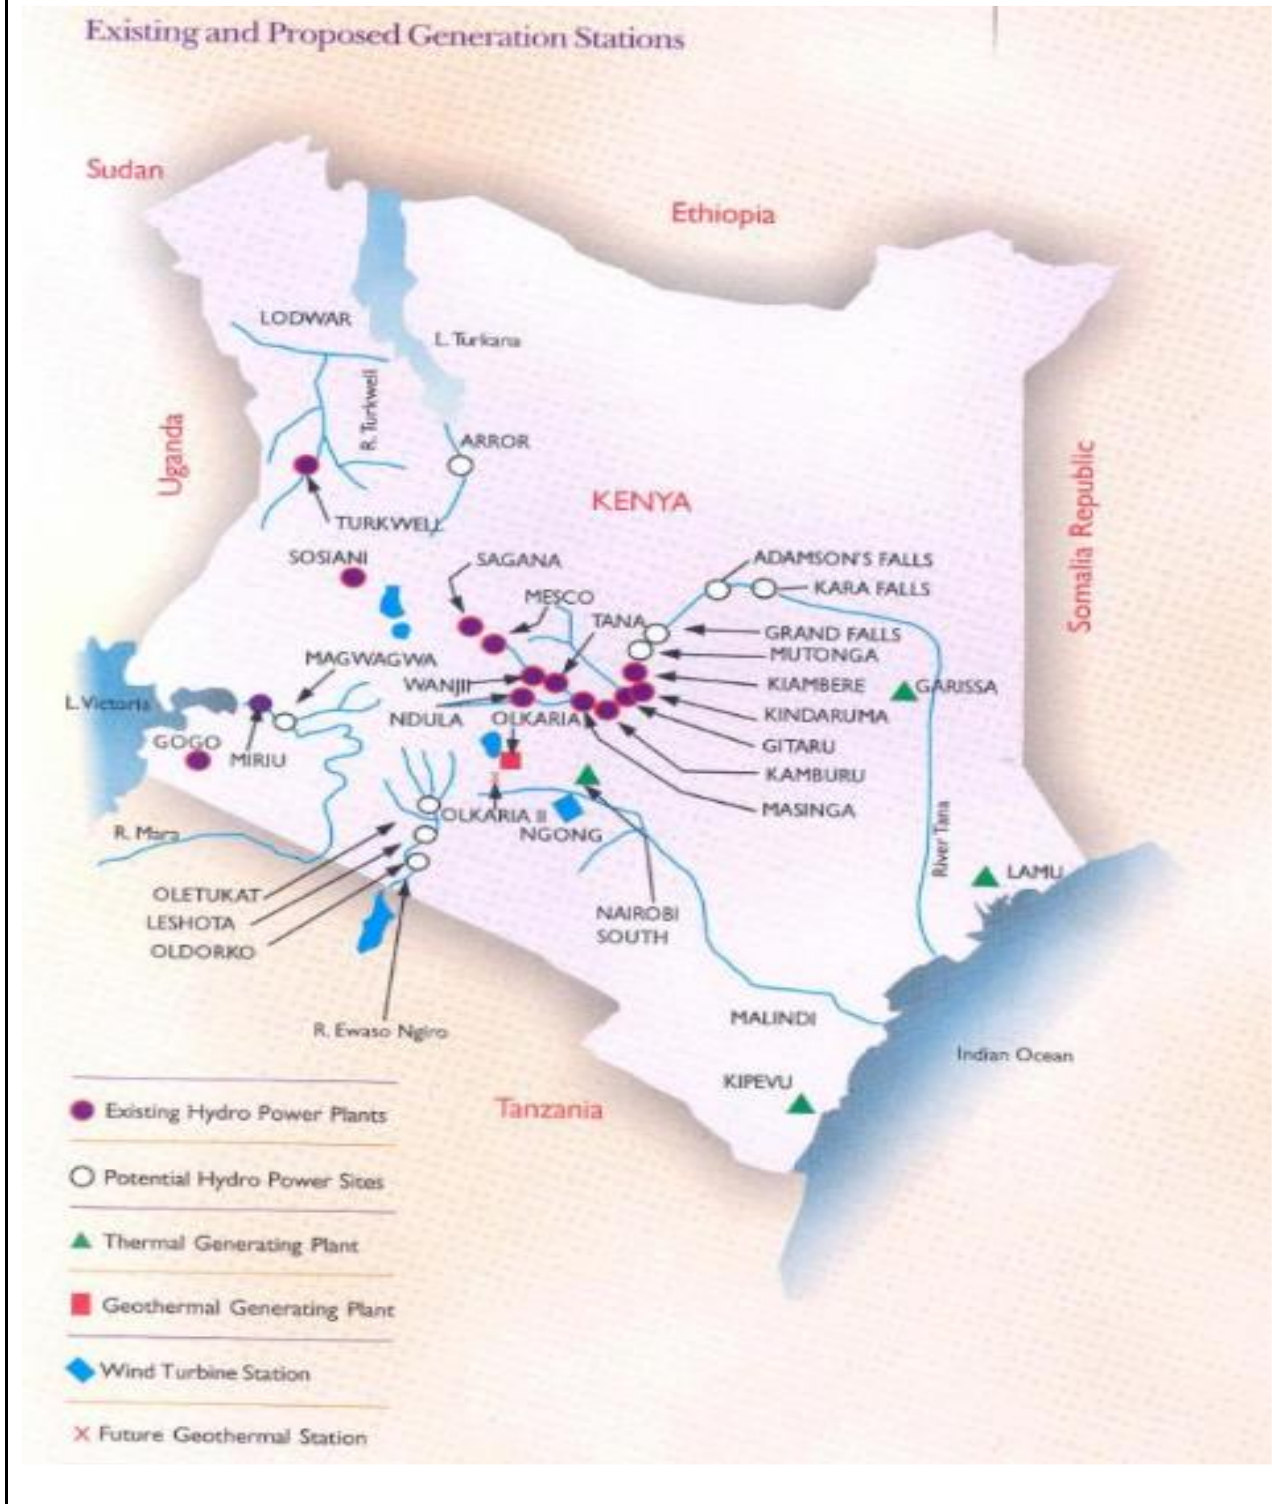 Existing and Proposed Generation Stations
Sudan
Ethiopia
LODWAR
L. Turkana
R. Turkwell
Uganda
ARROR
KENYA
Somalia Republic
TURKWELL
SOSIANI
SAGANA
ADAMSON'S FALLS
KARA FALLS
MESCO
TANA
GRAND FALLS
MUTONGA
MAGWAGWA
WANJII
KIAMBERE
GARISSA
L. Victoria
NDULA
OLKARIA
KINDARUMA
GOGO
MIRIU
GITARU
KAMBURU
OLKARIA II
MASINGA
NGONG
R. Mara
River Tana
LAMU
OLETUKAT
LESHOTA
OLDORKO
NAIROBI
SOUTH
R. Ewaso Ngiro
MALINDI
Indian Ocean
KIPEVU
Tanzania
Existing Hydro Power Plants
Potential Hydro Power Sites
Thermal Generating Plant
Geothermal Generating Plant
Wind Turbine Station
Future Geothermal Station